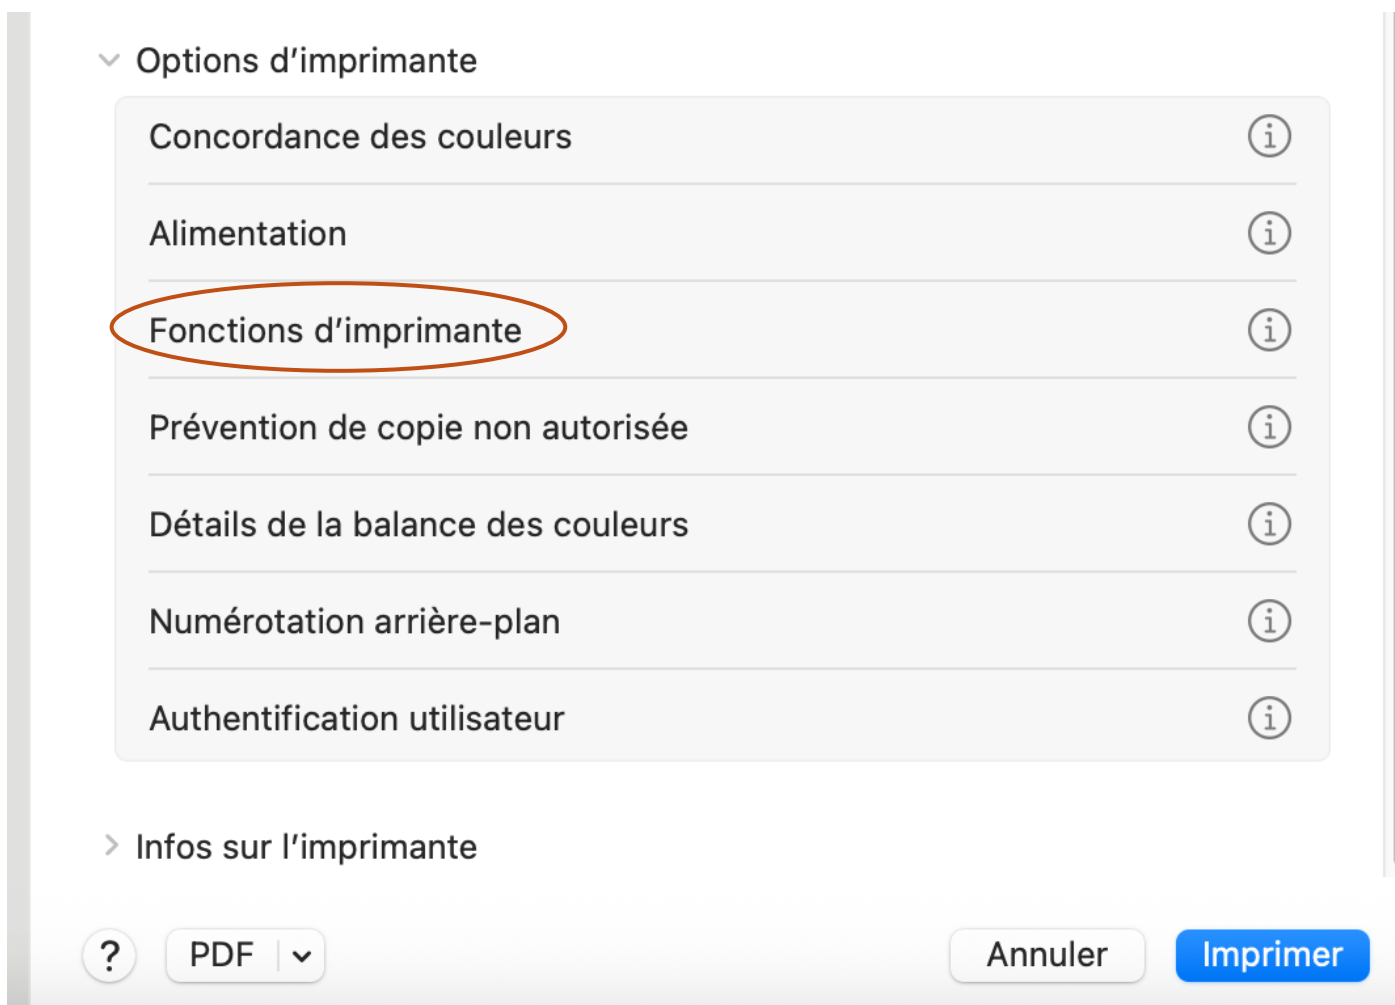 Options d’imprimante
Concordance des couleurs
Alimentation
Fonctions d’imprimante
Prévention de copie non autorisée
Détails de la balance des couleurs
Numérotation arrière-plan
Authentification utilisateur
Infos sur l’imprimante
? PDF Annuler Imprimer